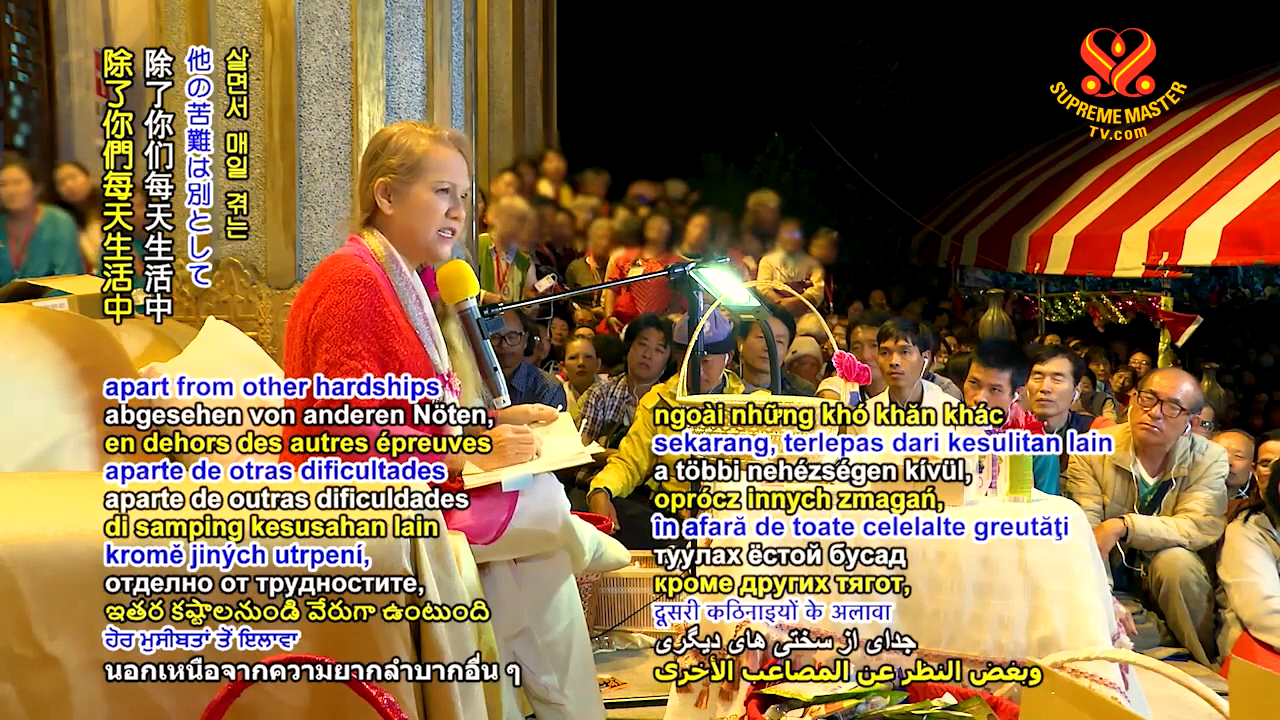 除了你們每天生活中
除了你们每天生活中
他の苦難は別として
살면서 매일 겪는
SUPREME MASTER
TV.com
apart from other hardships
abgesehen von anderen Nöten,
en dehors des autres épreuves
aparte de otras dificultades
aparte de outras dificuldades
di samping kesusahan lain
kromě jiných utrpení,
отделно от трудностите,
ఇతర కష్టాలనుండి వేరుగా ఉంటుంది
ਹੋਰ ਮੁਸੀਬਤਾਂ ਤੋਂ ਇਲਾਵਾ
นอกเหนือจากความยากลำบากอื่น ๆ
ngoài những khó khăn khác
sekarang, terlepas dari kesulitan lain
a többi nehézségen kívül,
oprócz innych zmagań,
în afară de toate celelalte greutăţi
туулах ёстой бусад
кроме других тягот,
दूसरी कठिनाइयों के अलावा
جدای از سختی های دیگری
وبغض النظر عن المصاعب الأخرى